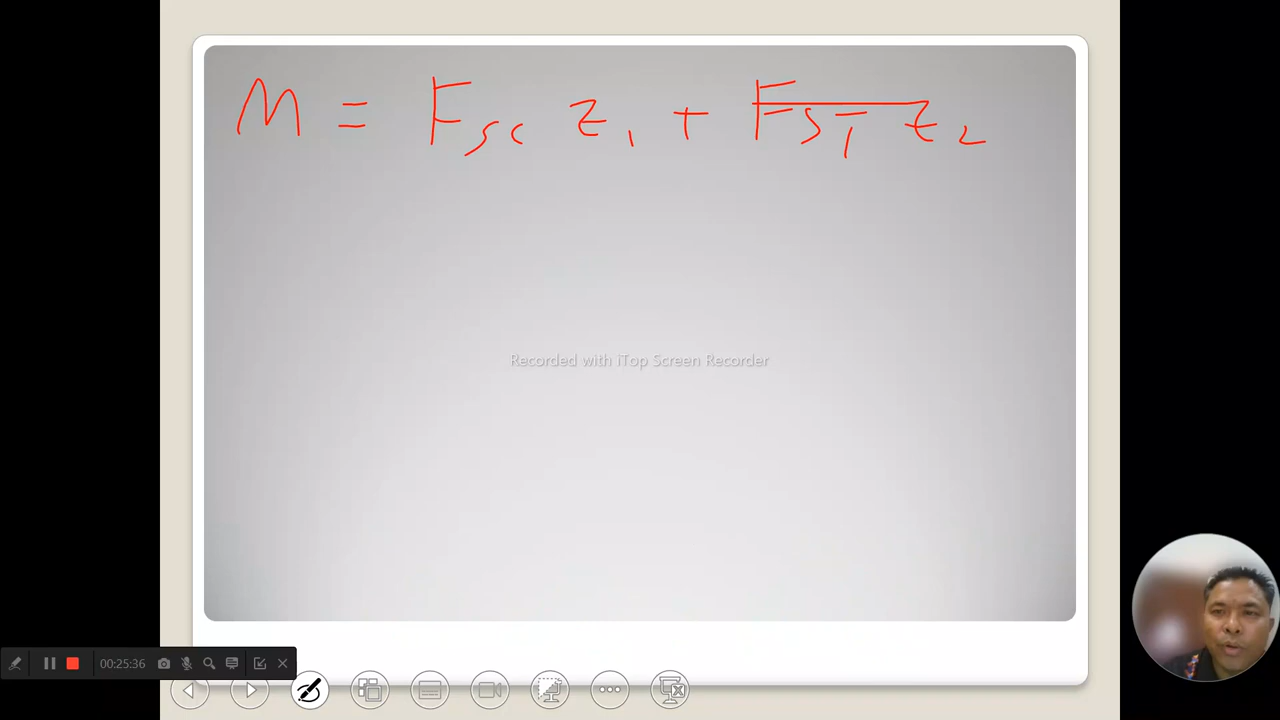 M = Fsc z1 + FST z2
Recorded with iTop Screen Recorder
00:25:36